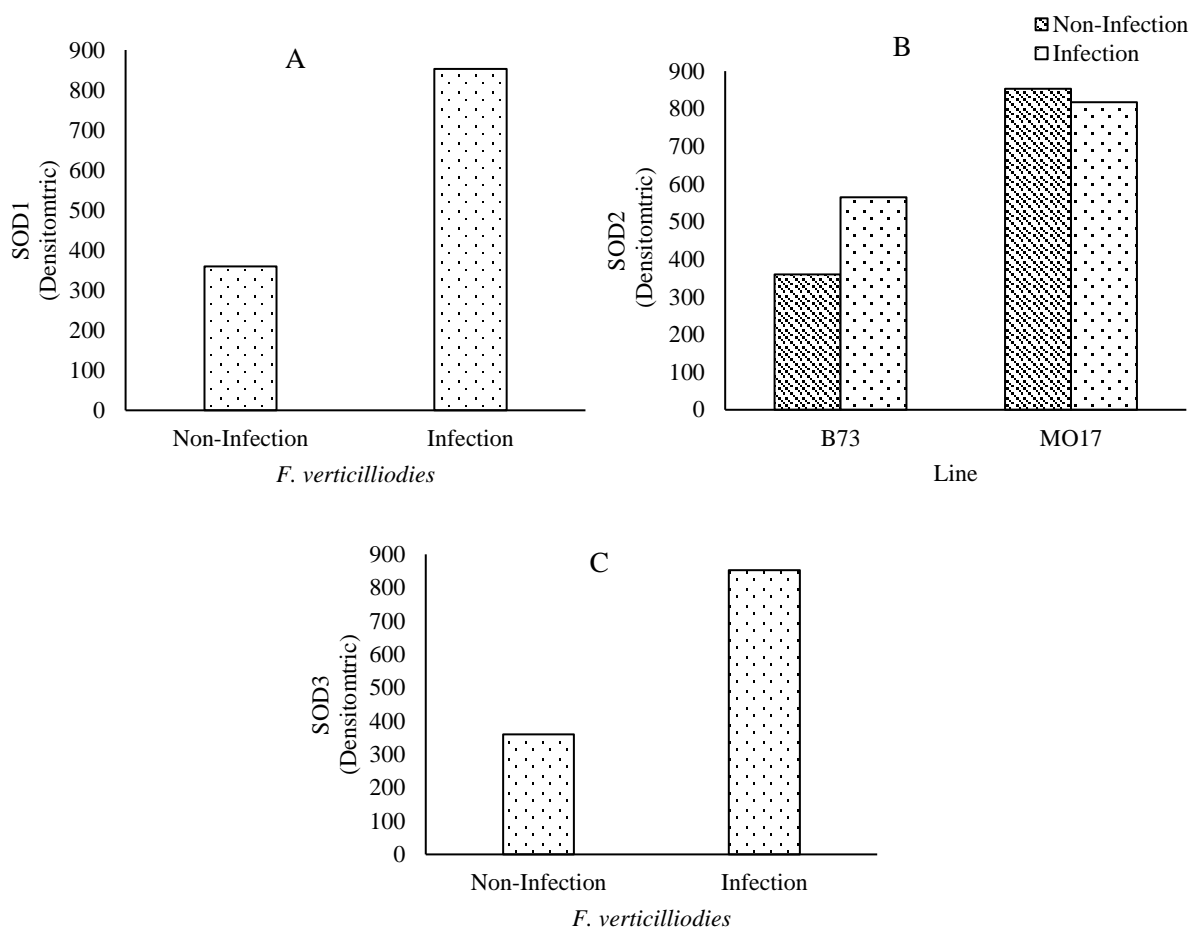 A
900
800
700
600
500
400
300
200
100
0
SOD1
(Densitomtric)
Non-Infection Infection
F. verticilliodies
Non-Infection
Infection
B
900
800
700
600
500
400
300
200
100
0
SOD2
(Densitomtric)
B73 MO17
Line
C
900
800
700
600
500
400
300
200
100
0
SOD3
(Densitomtric)
Non-Infection Infection
F. verticilliodies